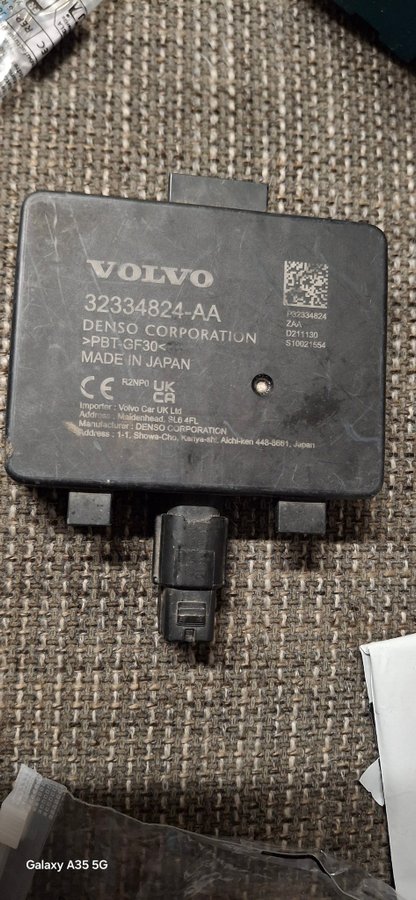 VOLVO
32334824-AA
DENSO CORPORATION
>PBT-GF30<
MADE IN JAPAN
CE R2NP0 UK CA
Importer : Volvo Car UK Ltd
Address : Maidenhead, SL6 4FL
Manufacturer : DENSO CORPORATION
Address : 1-1, Showa-Cho, Kariya-shi, Aichi-ken 448-8661, Japan
P32334824
ZAA
D211130
S10021554
Galaxy A35 5G